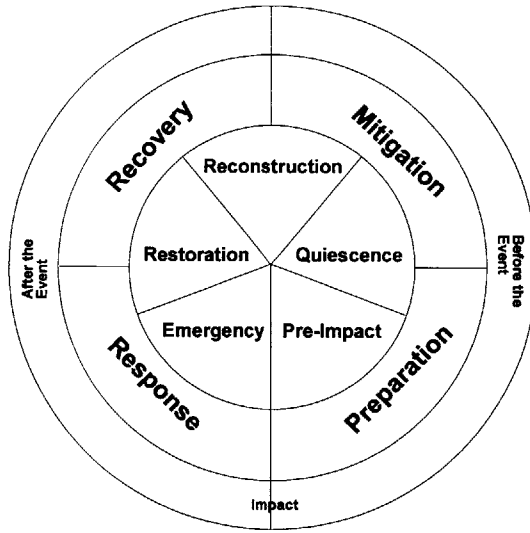 Recovery
Mitigation
Reconstruction
Restoration
Quiescence
After the
Event
Before the
Event
Emergency
Pre-Impact
Response
Preparation
Impact